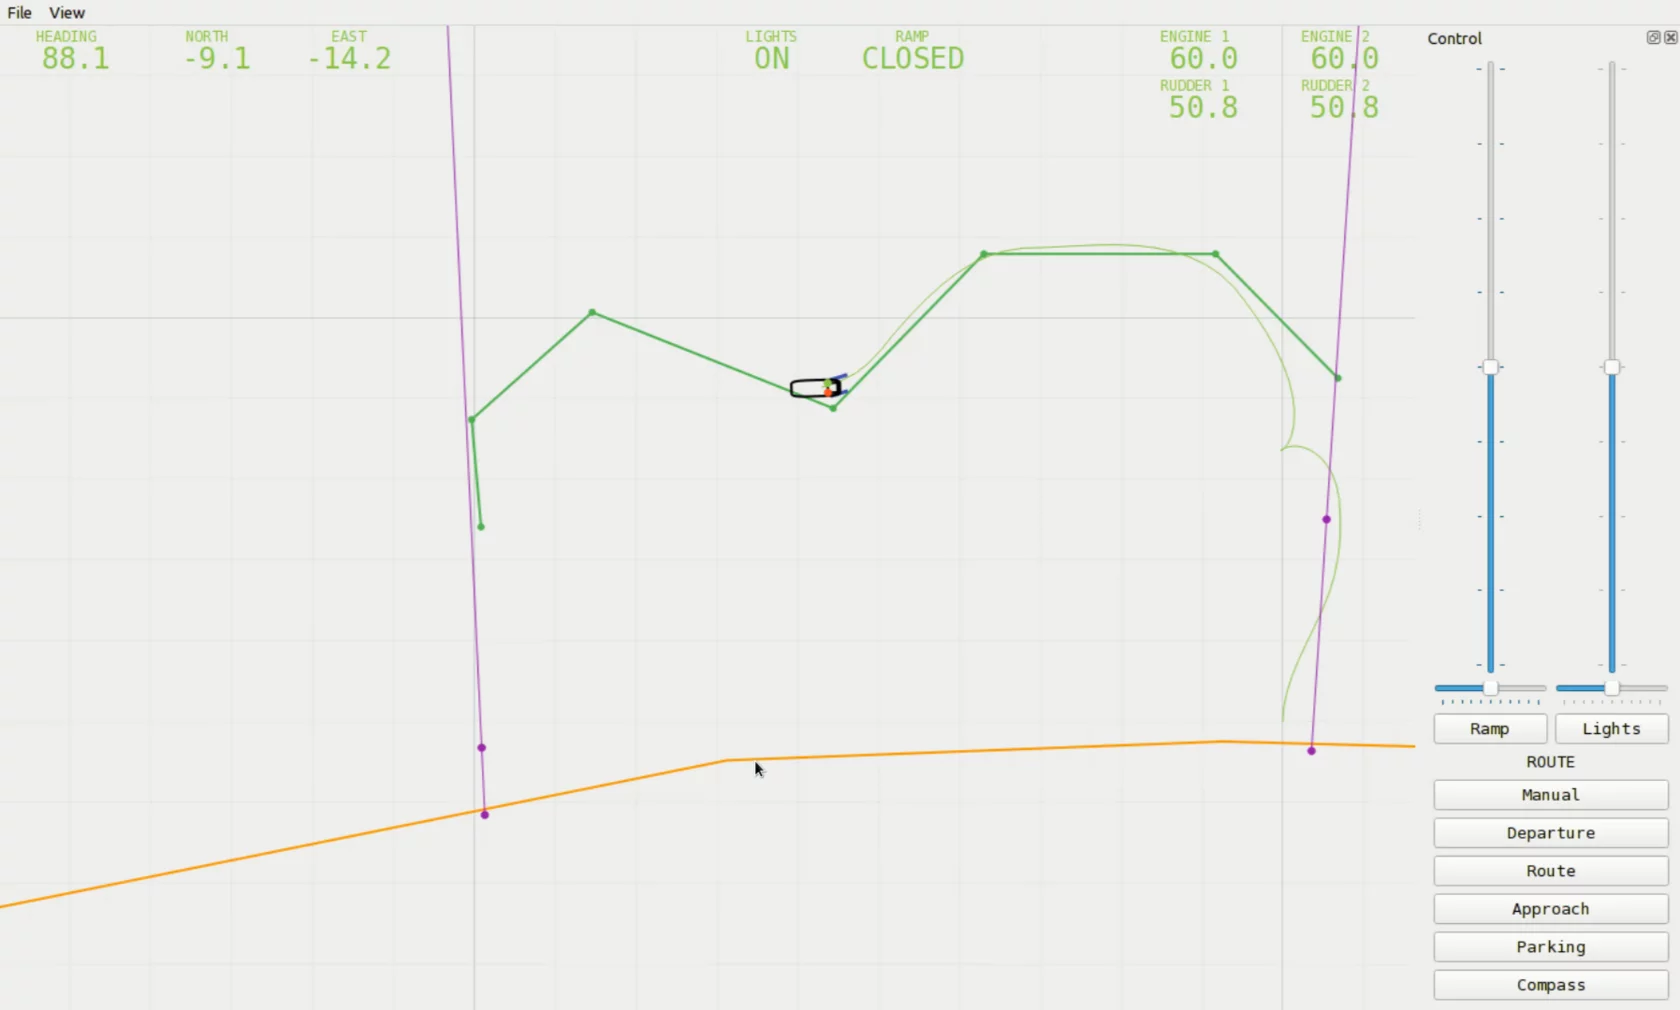 File View
HEADING NORTH EAST LIGHTS RAMP ENGINE 1 ENGINE 2
88.1 -9.1 -14.2 ON CLOSED 60.0 60.0
RUDDER 1 RUDDER 2
50.8 50.8
Control
Ramp Lights
ROUTE
Manual
Departure
Route
Approach
Parking
Compass